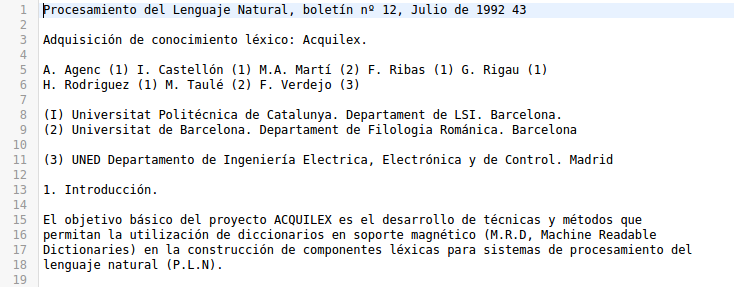 1 Procesamiento del Lenguaje Natural, boletín nº 12, Julio de 1992 43
2
3 Adquisición de conocimiento léxico: Acquilex.
4
5 A. Agenc (1) I. Castellón (1) M.A. Martí (2) F. Ribas (1) G. Rigau (1)
6 H. Rodriguez (1) M. Taulé (2) F. Verdejo (3)
7
8 (I) Universitat Politécnica de Catalunya. Departament de LSI. Barcelona.
9 (2) Universitat de Barcelona. Departament de Filologia Románica. Barcelona
10
11 (3) UNED Departamento de Ingeniería Electrica, Electrónica y de Control. Madrid
12
13 1. Introducción.
14
15 El objetivo básico del proyecto ACQUILEX es el desarrollo de técnicas y métodos que
16 permitan la utilización de diccionarios en soporte magnético (M.R.D, Machine Readable
17 Dictionaries) en la construcción de componentes léxicas para sistemas de procesamiento del
18 lenguaje natural (P.L.N).
19